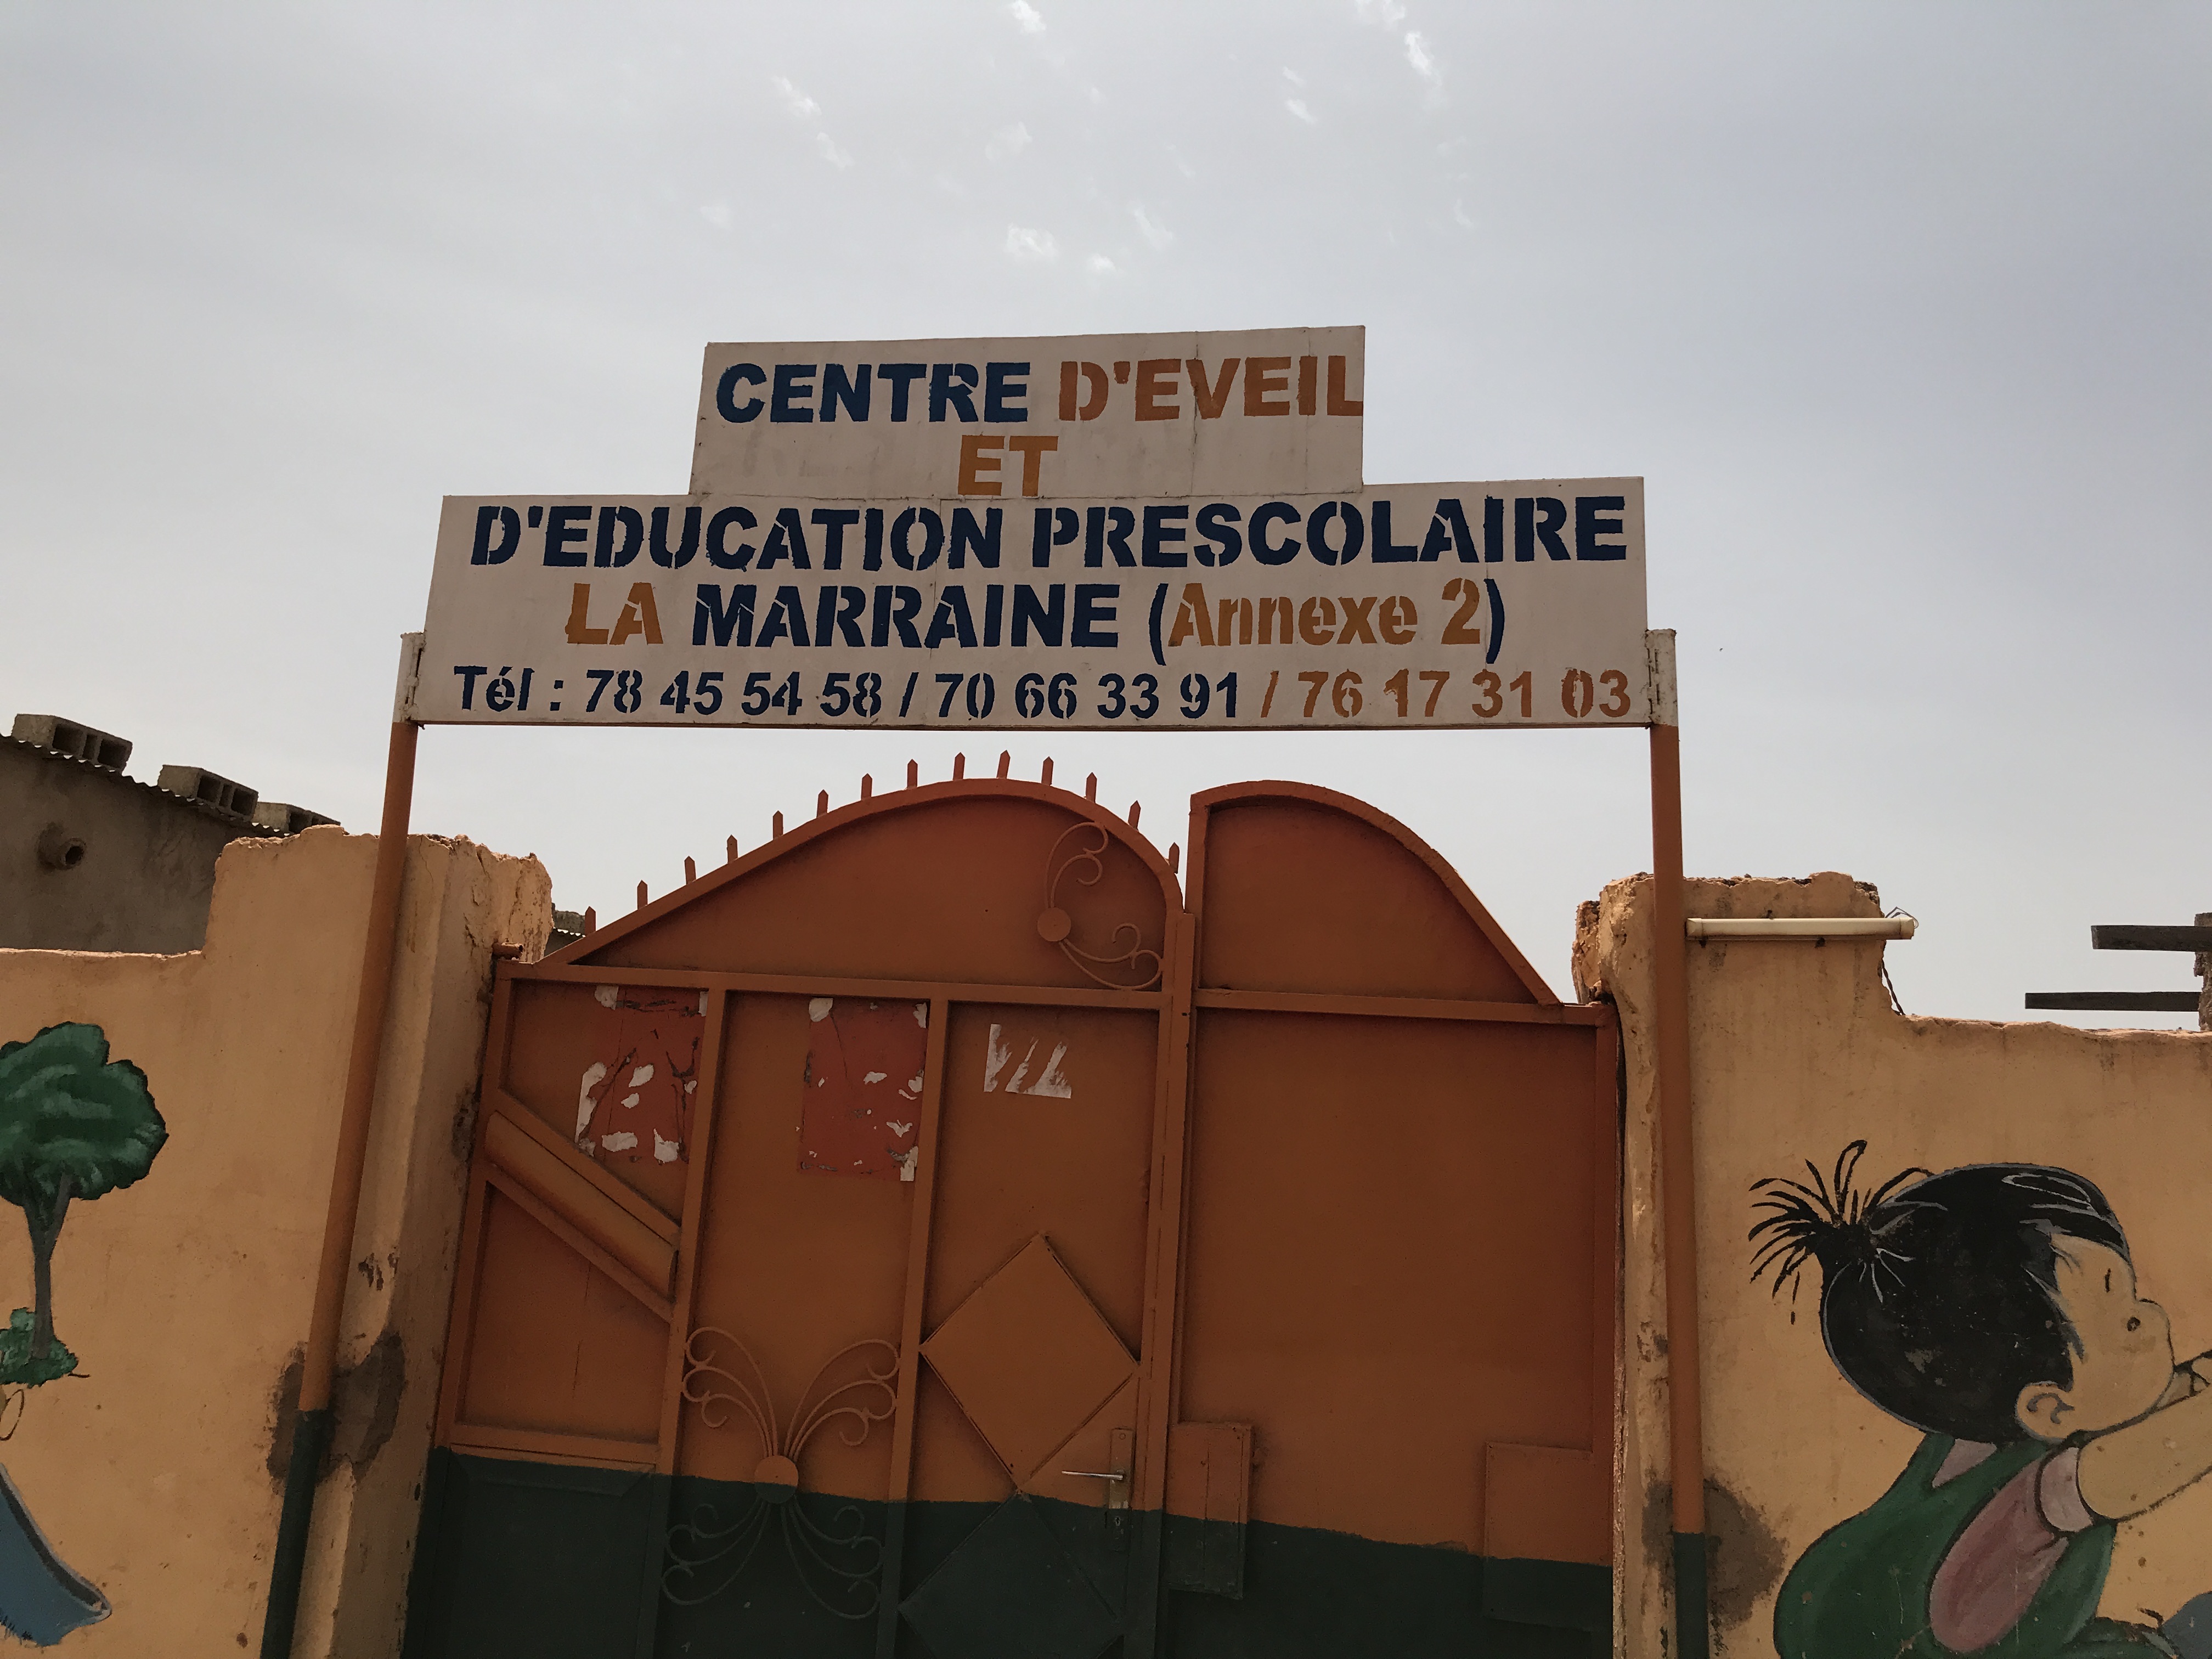 CENTRE D'EVEIL
ET
D'EDUCATION PRESCOLAIRE
LA MARRAINE (Annexe 2)
Tél : 78 45 54 58 / 70 66 33 91 / 76 17 31 03